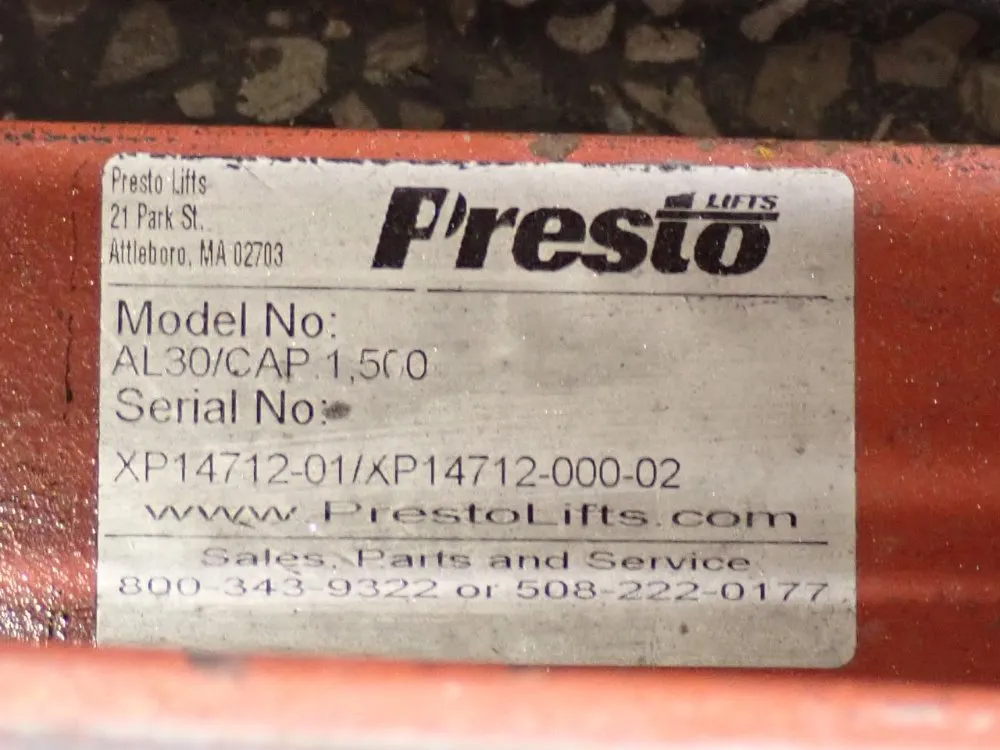 Presto Lifts
21 Park St.
Attleboro, MA 02703
Presto LIFTS
Model No:
AL30/CAP 1,500
Serial No:
XP14712-01/XP14712-000-02
www.PrestoLifts.com
Sales, Parts and Service
800-343-9322 or 508-222-0177